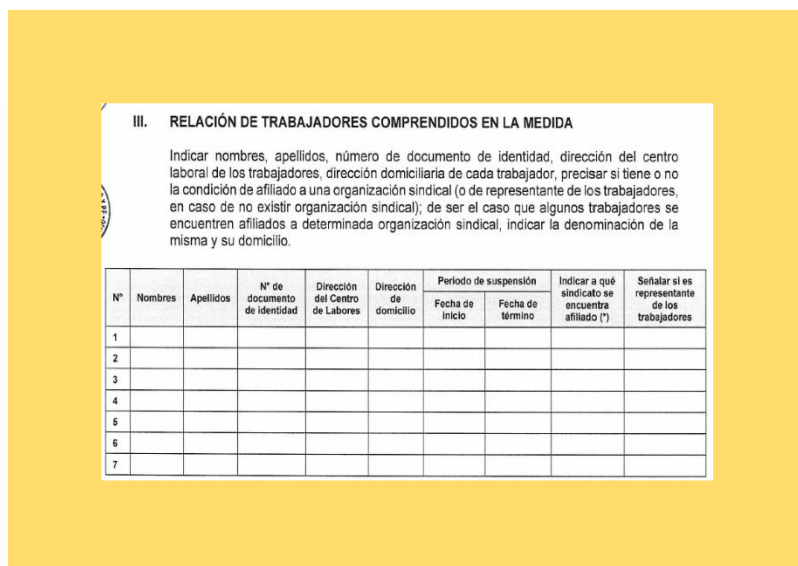 III. RELACIÓN DE TRABAJADORES COMPRENDIDOS EN LA MEDIDA
Indicar nombres, apellidos, número de documento de identidad, dirección del centro
laboral de los trabajadores, dirección domiciliaria de cada trabajador, precisar si tiene o no
la condición de afiliado a una organización sindical (o de representante de los trabajadores,
en caso de no existir organización sindical); de ser el caso que algunos trabajadores se
encuentren afiliados a determinada organización sindical, indicar la denominación de la
misma y su domicilio.
N° Nombres Apellidos N° de documento de identidad Dirección del Centro de Labores Dirección de domicilio Periodo de suspensión Fecha de inicio Fecha de término Indicar a qué sindicato se encuentra afiliado (*) Señalar si es representante de los trabajadores
1
2
3
4
5
6
7